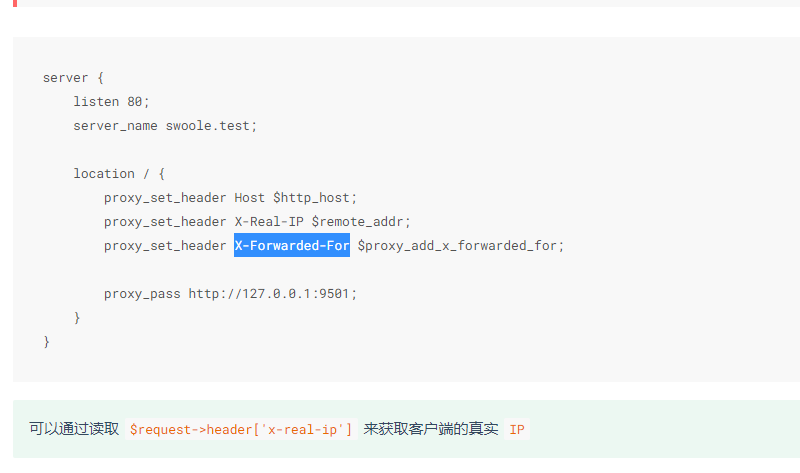 server {
listen 80;
server_name swoole.test;
location / {
proxy_set_header Host $http_host;
proxy_set_header X-Real-IP $remote_addr;
proxy_set_header X-Forwarded-For $proxy_add_x_forwarded_for;
proxy_pass http://127.0.0.1:9501;
}
}
可以通过读取 $request->header['x-real-ip'] 来获取客户端的真实 IP